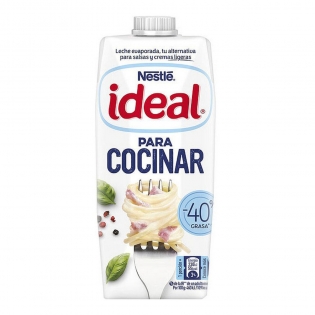 Leche evaporada, tu alternativa
para salsas y cremas ligeras
Nestlé.
ideal®
PARA
COCINAR
-40%
GRASA*